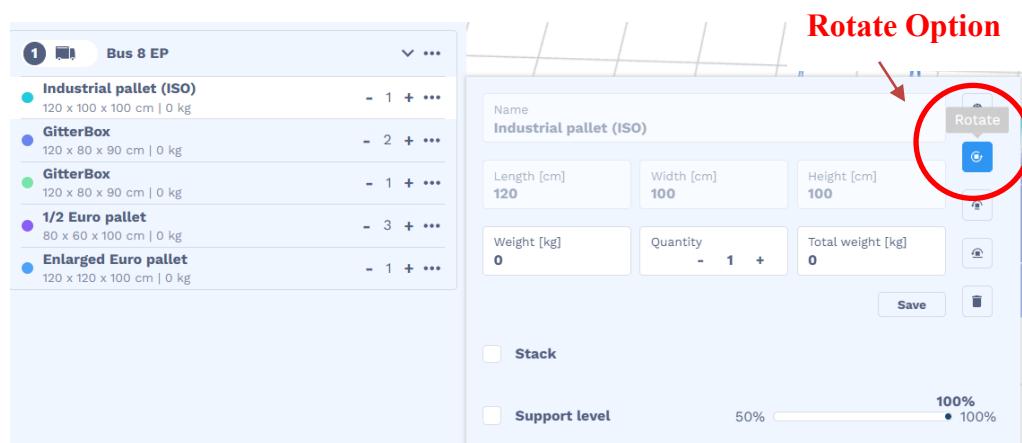 Rotate Option
1 Bus 8 EP
Industrial pallet (ISO) - 1 +
120 x 100 x 100 cm | 0 kg
GitterBox - 2 +
120 x 80 x 90 cm | 0 kg
GitterBox - 1 +
120 x 80 x 90 cm | 0 kg
1/2 Euro pallet - 3 +
80 x 60 x 100 cm | 0 kg
Enlarged Euro pallet - 1 +
120 x 120 x 100 cm | 0 kg
Name
Industrial pallet (ISO)
Rotate
Length [cm] Width [cm] Height [cm]
120 100 100
Weight [kg] Quantity Total weight [kg]
0 - 1 + 0
Save
Stack
100%
Support level 50% 100%